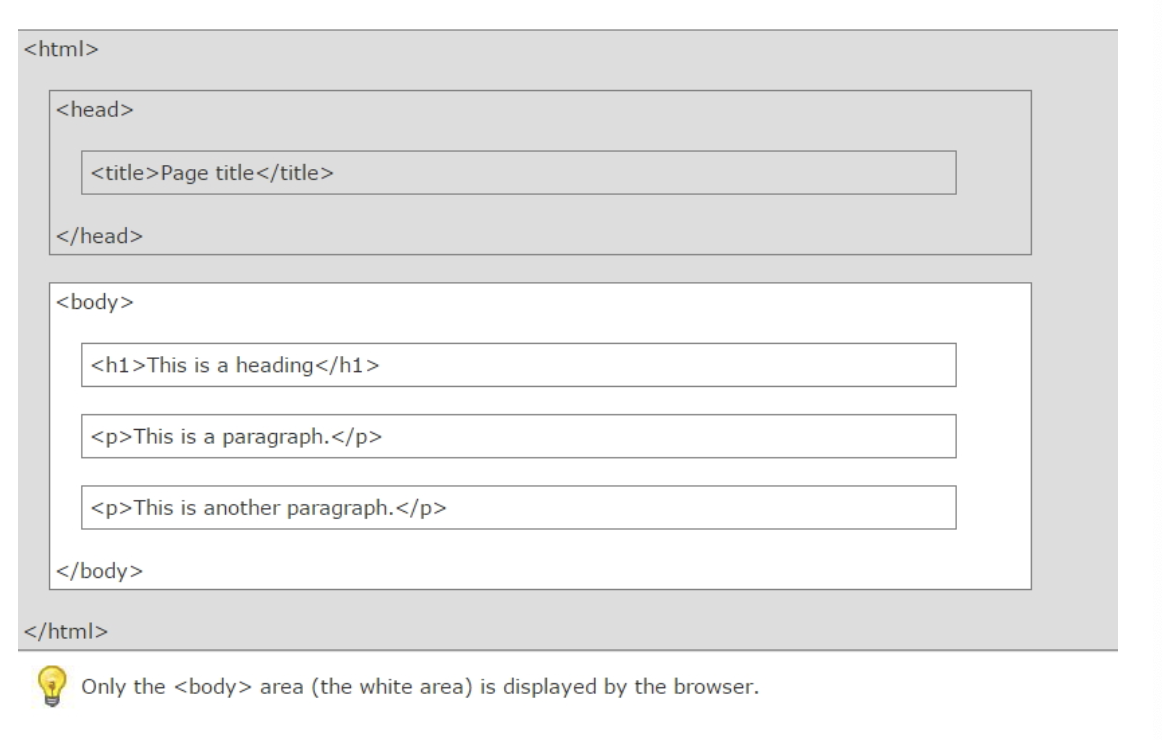 <html>
<head>
<title>Page title</title>
</head>
<body>
<h1>This is a heading</h1>
<p>This is a paragraph.</p>
<p>This is another paragraph.</p>
</body>
</html>
Only the <body> area (the white area) is displayed by the browser.